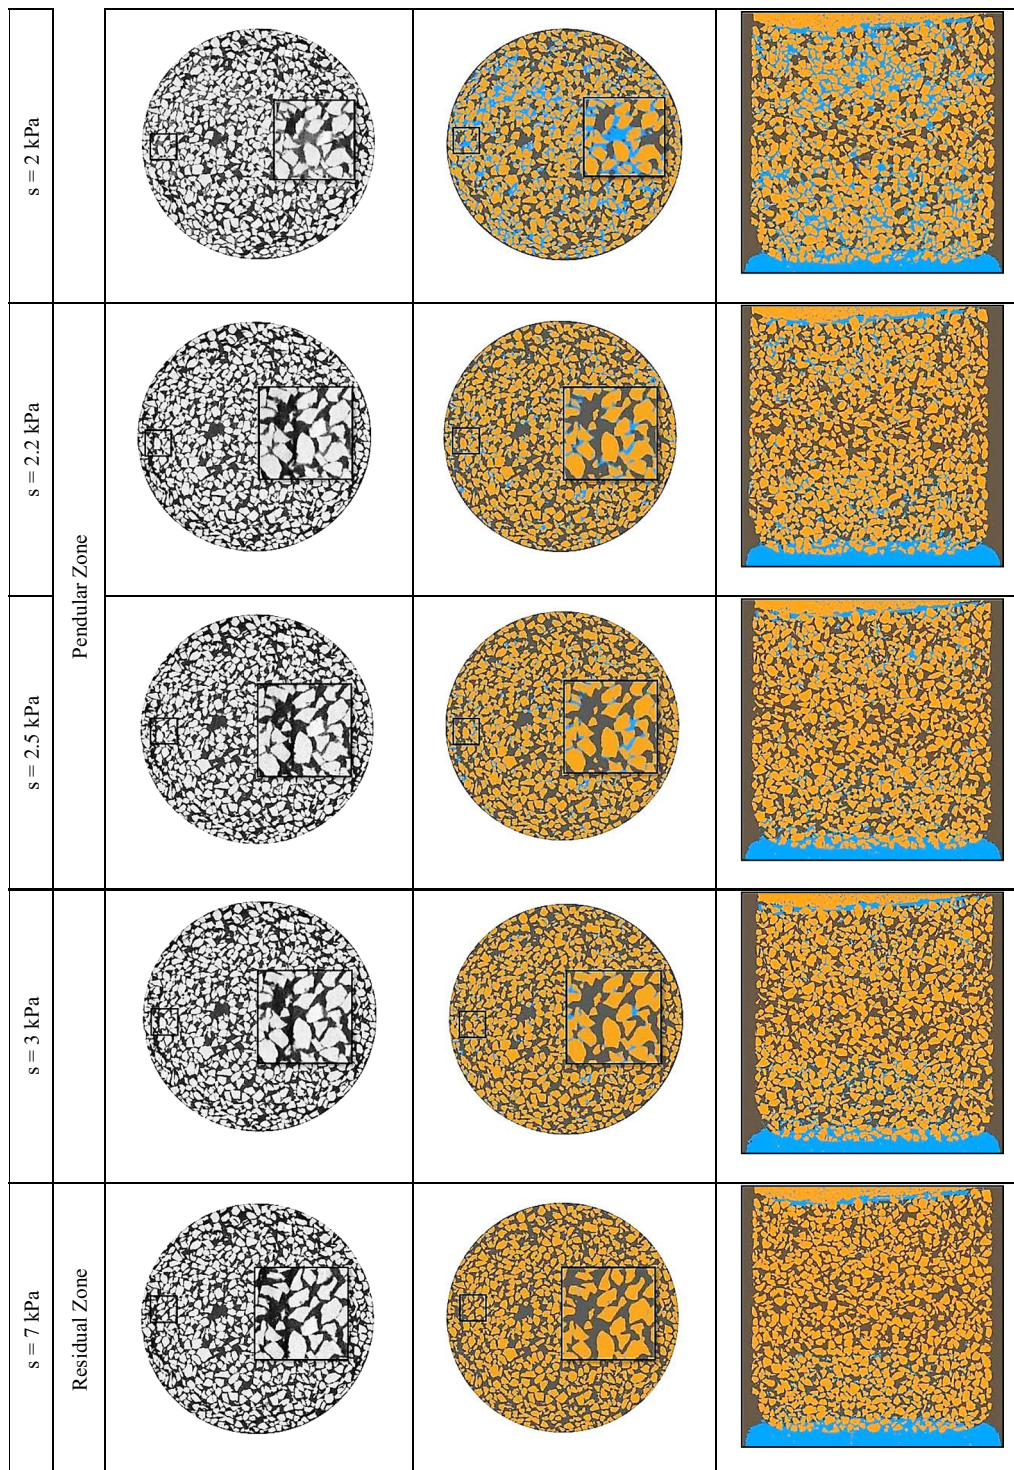 s = 2 kPa
s = 2.2 kPa
Pendular Zone
s = 2.5 kPa
s = 3 kPa
s = 7 kPa
Residual Zone